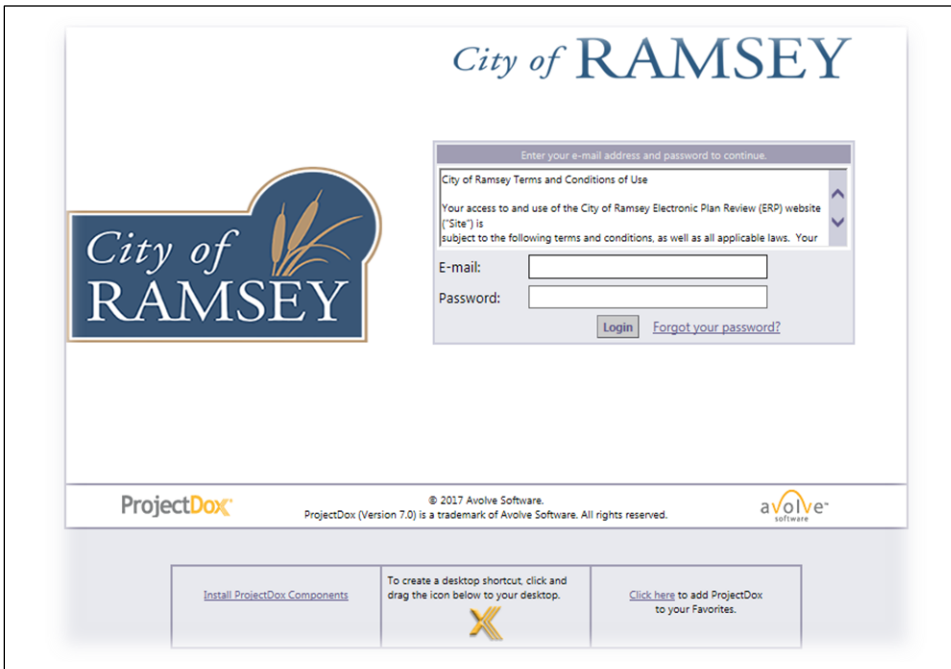 City of RAMSEY
City of
RAMSEY
Enter your e-mail address and password to continue.
City of Ramsey Terms and Conditions of Use
Your access to and use of the City of Ramsey Electronic Plan Review (ERP) website
("Site") is
subject to the following terms and conditions, as well as all applicable laws. Your
E-mail:
Password:
Login Forgot your password?
ProjectDox
© 2017 Avolve Software.
ProjectDox (Version 7.0) is a trademark of Avolve Software. All rights reserved.
avolve
software
Install ProjectDox Components
To create a desktop shortcut, click and
drag the icon below to your desktop.
Click here to add ProjectDox
to your Favorites.